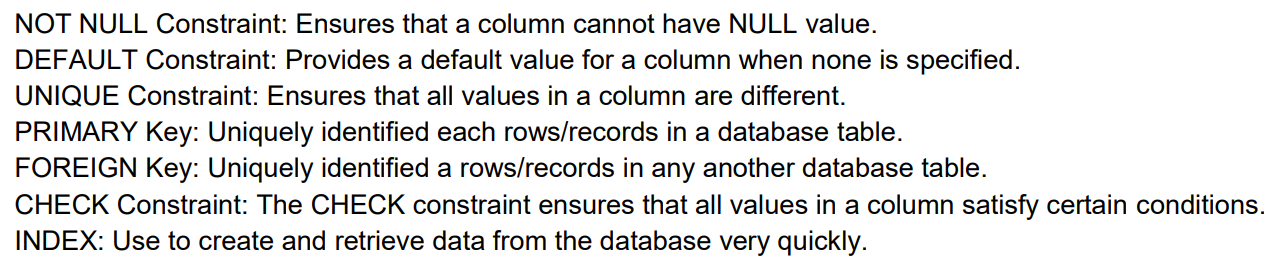 NOT NULL Constraint: Ensures that a column cannot have NULL value.
DEFAULT Constraint: Provides a default value for a column when none is specified.
UNIQUE Constraint: Ensures that all values in a column are different.
PRIMARY Key: Uniquely identified each rows/records in a database table.
FOREIGN Key: Uniquely identified a rows/records in any another database table.
CHECK Constraint: The CHECK constraint ensures that all values in a column satisfy certain conditions.
INDEX: Use to create and retrieve data from the database very quickly.